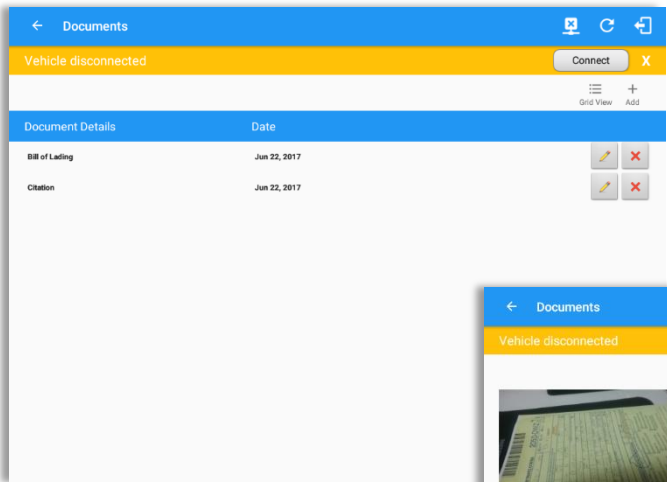 Documents
Vehicle disconnected
Connect X
Grid View Add
Document Details Date
Bill of Lading Jun 22, 2017
Citation Jun 22, 2017
Documents
Vehicle disconnected